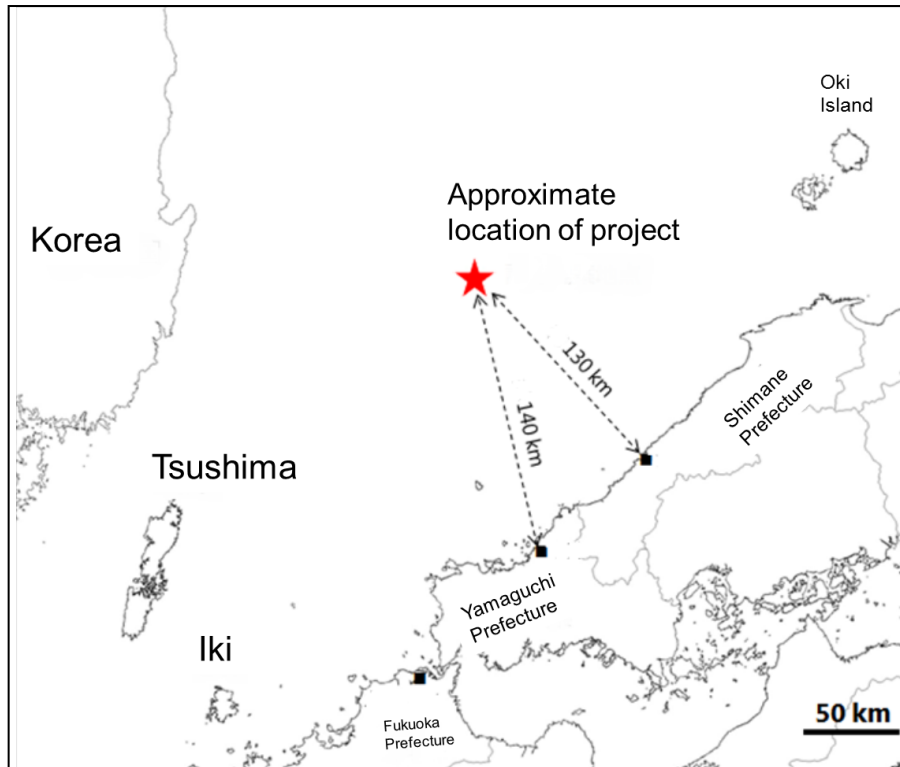 Oki
Island
Approximate
location of project
Korea
130 km
140 km
Shimane
Prefecture
Tsushima
Yamaguchi
Prefecture
Iki
Fukuoka
Prefecture
50 km